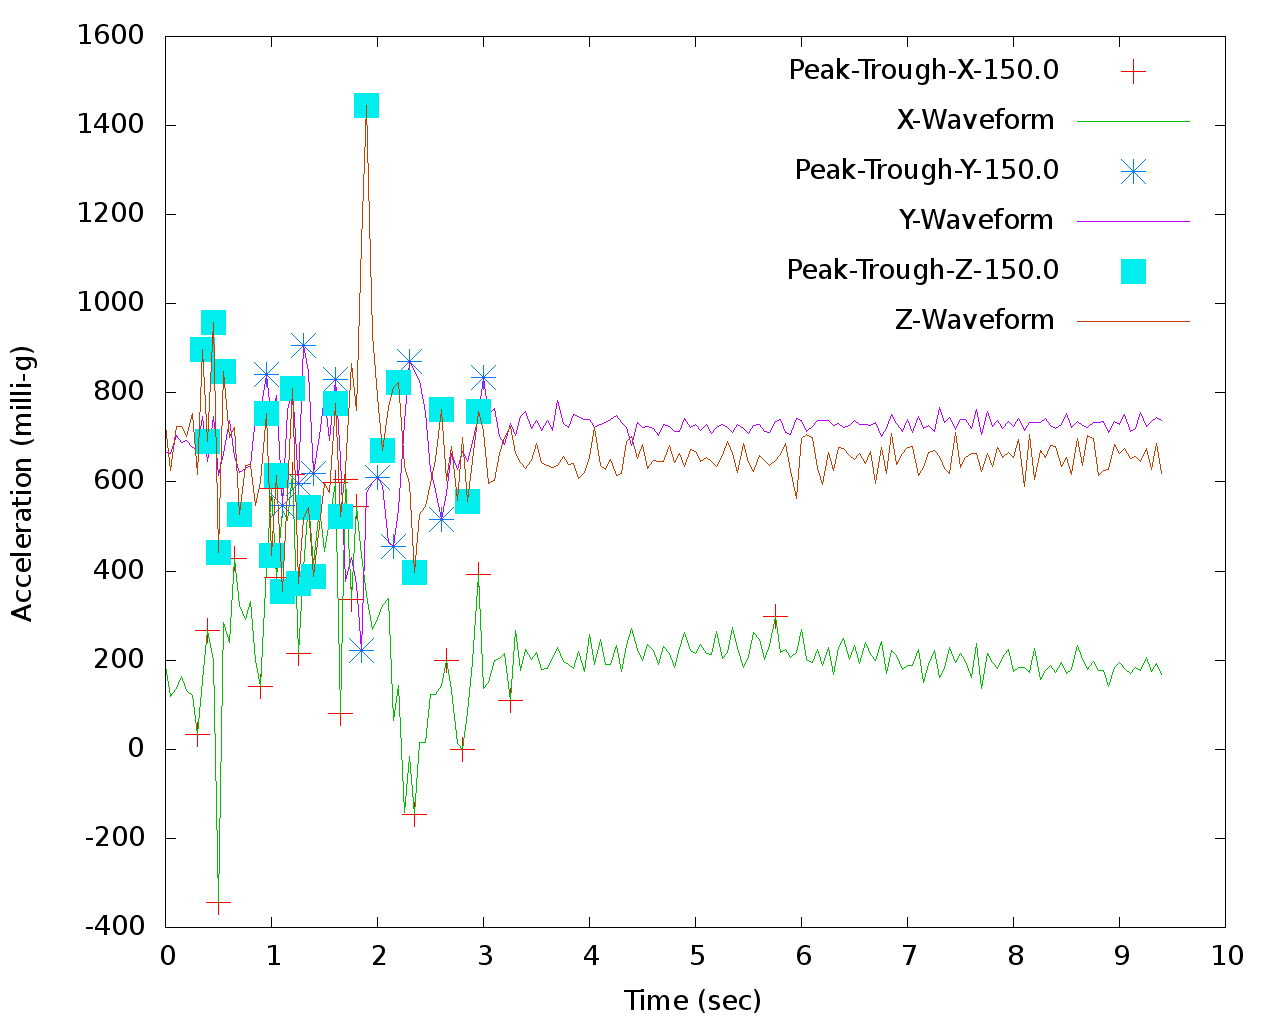 1600
1400
1200
1000
800
600
400
200
0
-200
-400
Acceleration (milli-g)
Peak-Trough-X-150.0
X-Waveform
Peak-Trough-Y-150.0
Y-Waveform
Peak-Trough-Z-150.0
Z-Waveform
0 1 2 3 4 5 6 7 8 9 10
Time (sec)